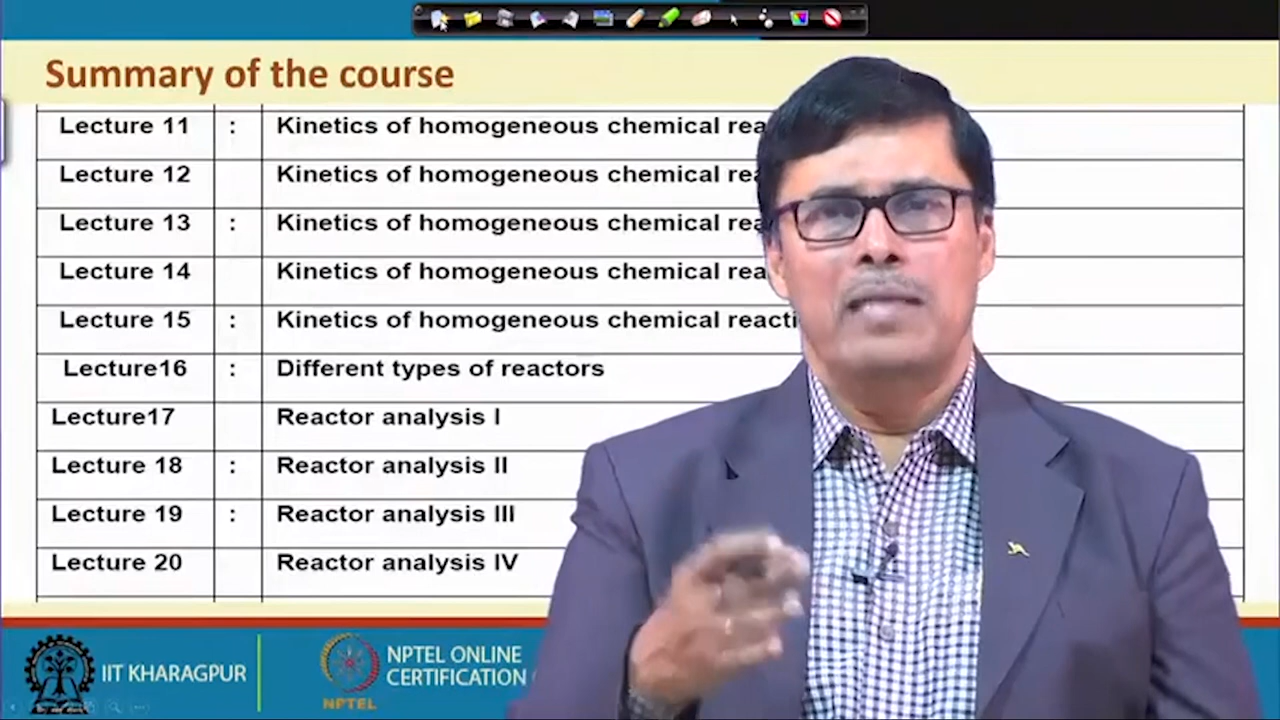 Summary of the course
Lecture 11 : Kinetics of homogeneous chemical rea
Lecture 12 Kinetics of homogeneous chemical rea
Lecture 13 : Kinetics of homogeneous chemical rea
Lecture 14 Kinetics of homogeneous chemical rea
Lecture 15 : Kinetics of homogeneous chemical reacti
Lecture16 : Different types of reactors
Lecture17 Reactor analysis I
Lecture 18 : Reactor analysis II
Lecture 19 : Reactor analysis III
Lecture 20 Reactor analysis IV
IIT KHARAGPUR
NPTEL ONLINE
CERTIFICATION
NPTEL